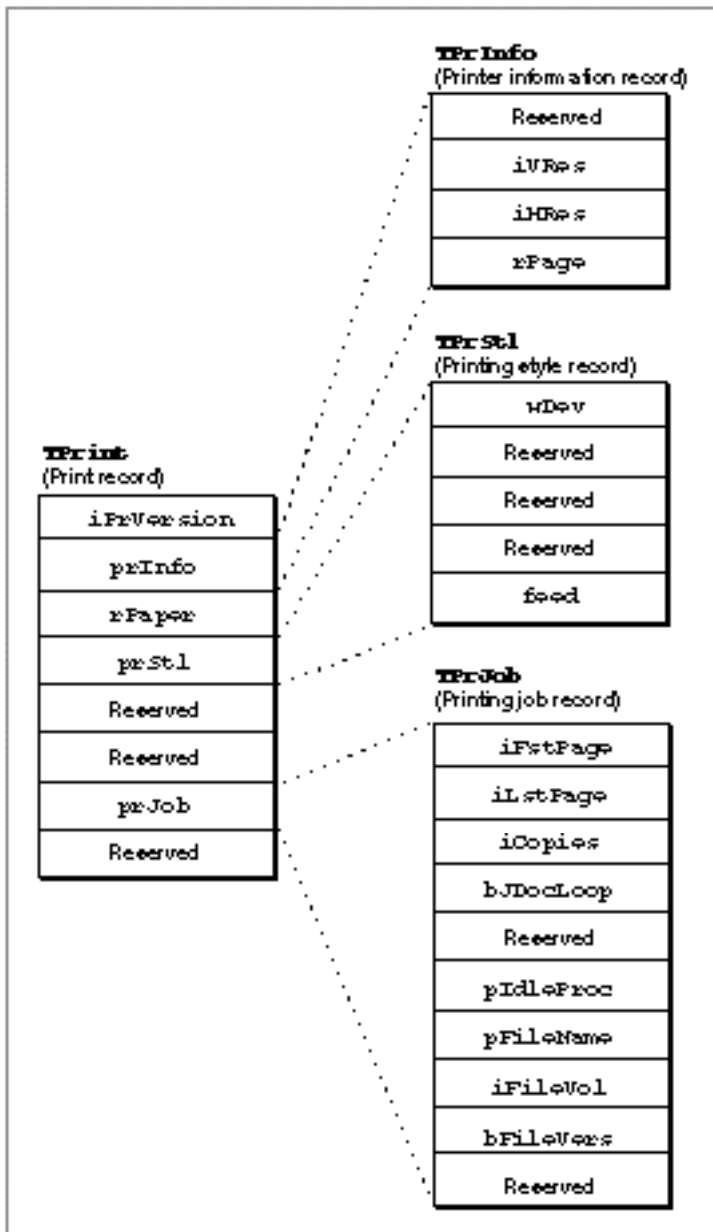 TPrInfo
(Printer information record)
Reserved
iVRes
iHRes
rPage
TPrStl
(Printing style record)
wDev
Reserved
Reserved
Reserved
feed
TPrint
(Print record)
iPrVersion
prInfo
rPaper
prStl
Reserved
Reserved
prJob
Reserved
TPrJob
(Printing job record)
iFstPage
iLstPage
iCopies
bJDocLoop
Reserved
pIdleProc
pFileName
iFileVol
bFileVers
Reserved